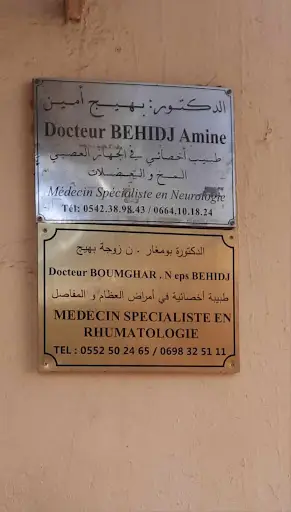 الدكتور: بهيج أمين
Docteur BEHIDJ Amine
طبيب أخصائي في الجهاز العصبي
المخ والعضلات
Médecin Spécialiste en Neurologie
Tél: 0542.38.98.43 / 0664.10.18.24
الدكتورة بومغار . ن زوجة بهيج
Docteur BOUMGHAR . N eps BEHIDJ
طبيبة أخصائية في أمراض العظام و المفاصل
MEDECIN SPECIALISTE EN
RHUMATOLOGIE
TEL : 0552 50 24 65 / 0698 32 51 11